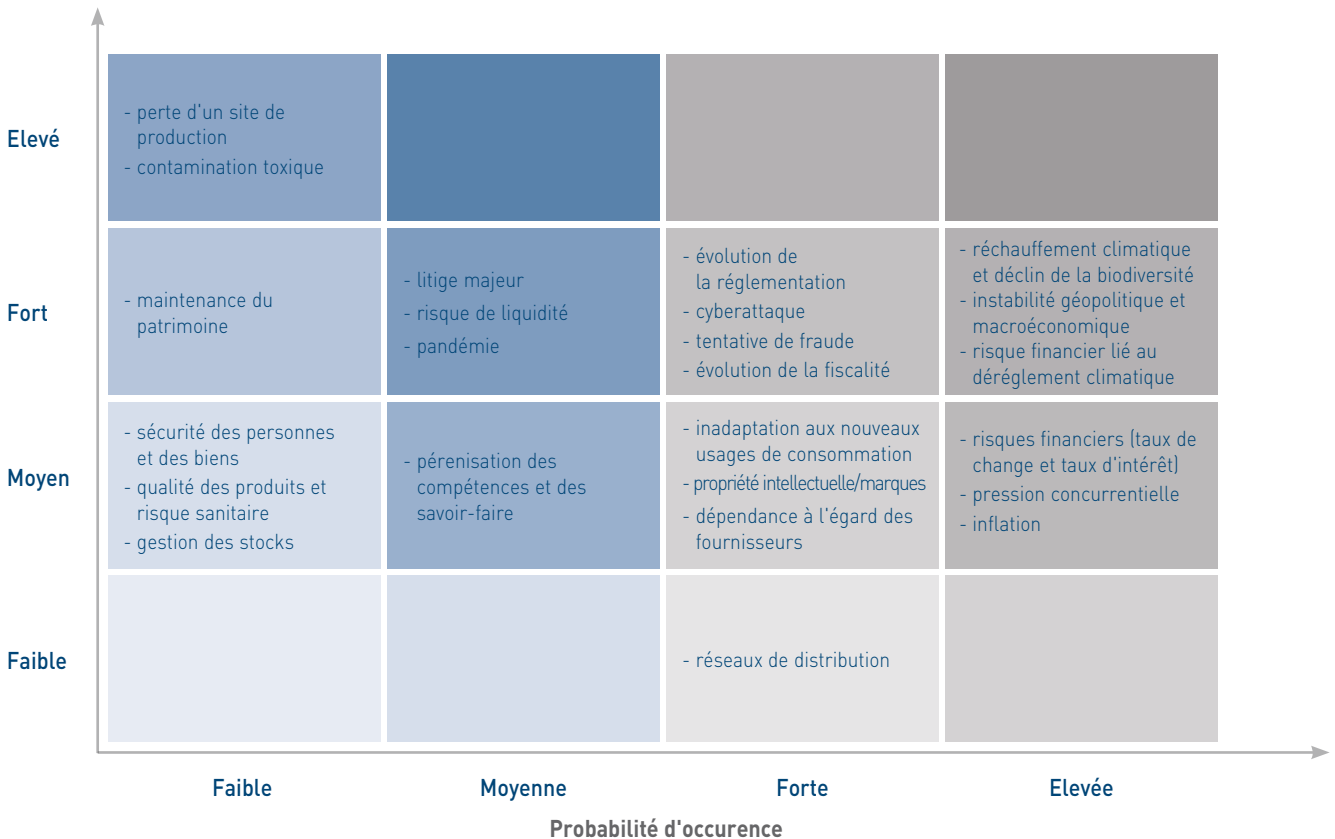 Elevé
- perte d'un site de
production
- contamination toxique
Fort
- maintenance du
patrimoine
- litige majeur
- risque de liquidité
- pandémie
- évolution de
la réglementation
- cyberattaque
- tentative de fraude
- évolution de la fiscalité
- réchauffement climatique
et déclin de la biodiversité
- instabilité géopolitique et
macroéconomique
- risque financier lié au
déréglement climatique
Moyen
- sécurité des personnes
et des biens
- qualité des produits et
risque sanitaire
- gestion des stocks
- pérenisation des
compétences et des
savoir-faire
- inadaptation aux nouveaux
usages de consommation
- propriété intellectuelle/marques
- dépendance à l'égard des
fournisseurs
- risques financiers (taux de
change et taux d'intérêt)
- pression concurrentielle
- inflation
Faible
- réseaux de distribution
Faible
Moyenne
Forte
Elevée
Probabilité d'occurence